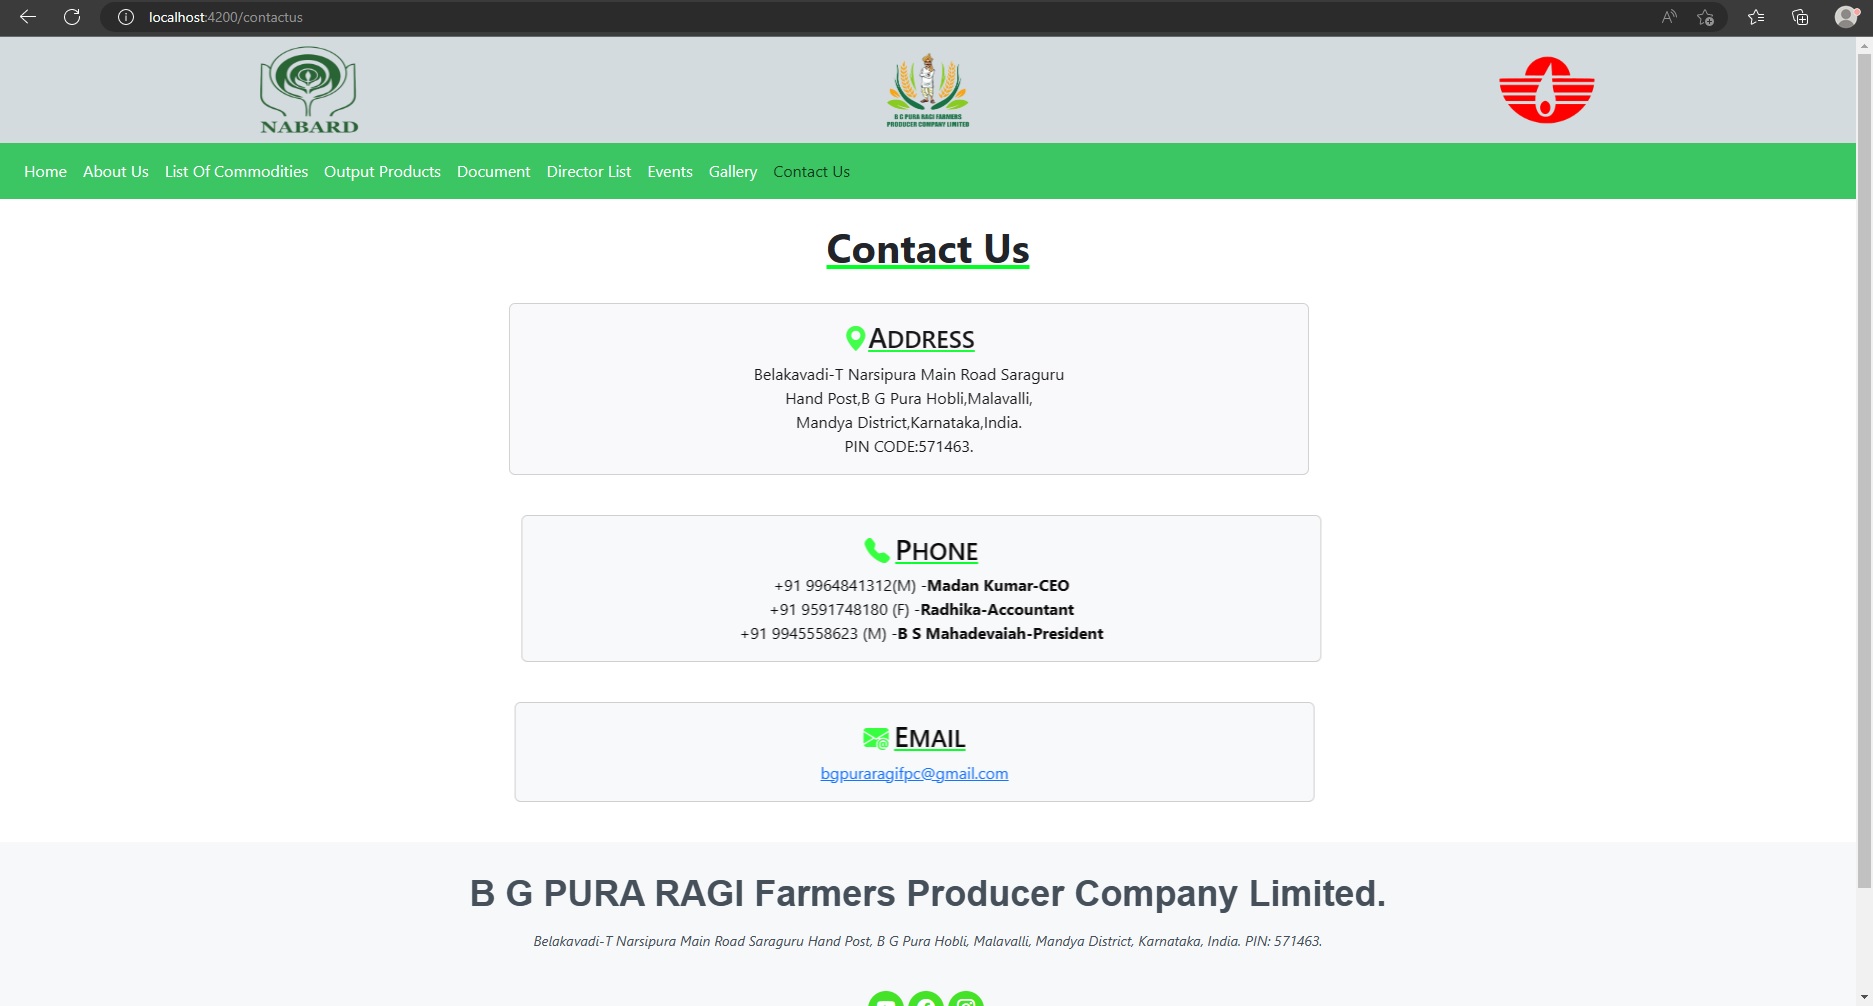 localhost:4200/contactus
NABARD
B G PURA RAGI FARMERS
PRODUCER COMPANY LIMITED
Home About Us List Of Commodities Output Products Document Director List Events Gallery Contact Us
Contact Us
ADDRESS
Belakavadi-T Narsipura Main Road Saraguru
Hand Post,B G Pura Hobli,Malavalli,
Mandya District,Karnataka,India.
PIN CODE:571463.
PHONE
+91 9964841312(M) -Madan Kumar-CEO
+91 9591748180 (F) -Radhika-Accountant
+91 9945558623 (M) -B S Mahadevaiah-President
EMAIL
bgpuraragifpc@gmail.com
B G PURA RAGI Farmers Producer Company Limited.
Belakavadi-T Narsipura Main Road Saraguru Hand Post, B G Pura Hobli, Malavalli, Mandya District, Karnataka, India. PIN: 571463.